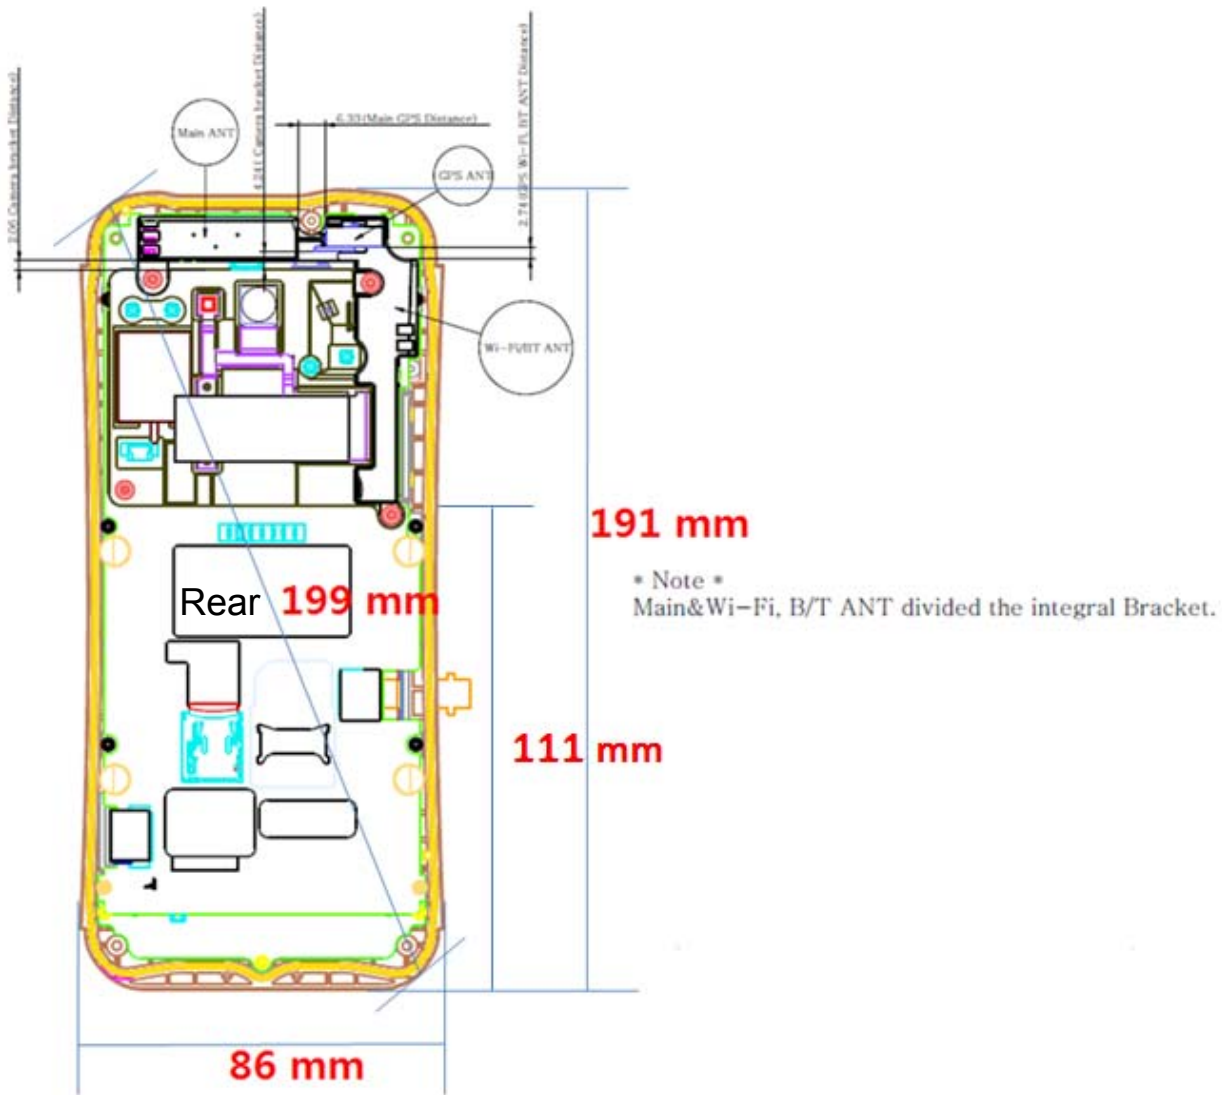 2.05 Camera bracket Distance)
4.241 Camera bracket Distance)
2.74 (GPS Wi-Fi, BT ANT Distance)
6.33(Main GPS Distance)
Main ANT
GPS ANT
Wi-Fi/BT ANT
191 mm
* Note *
Main&Wi-Fi, B/T ANT divided the integral Bracket.
Rear 199 mm
111 mm
86 mm